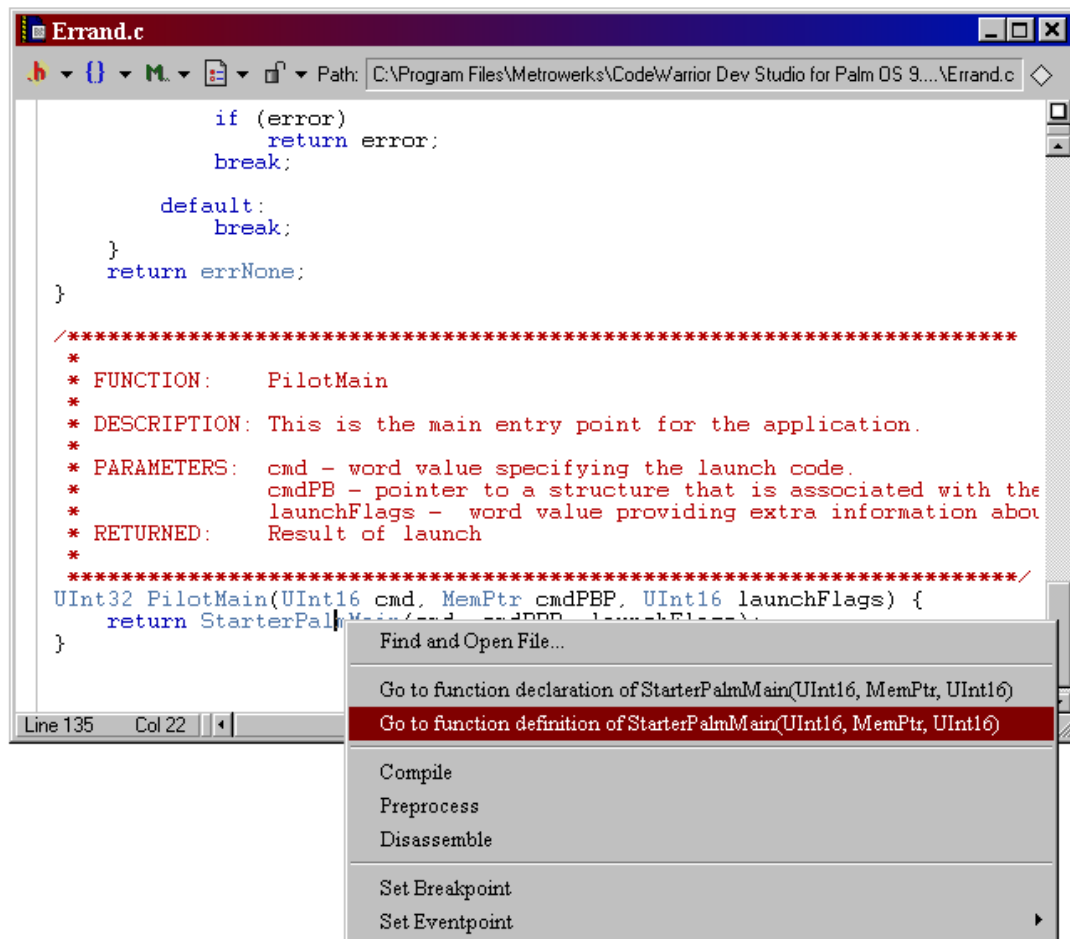 Errand.c
.h {} M.. Path: C:\Program Files\Metrowerks\CodeWarrior Dev Studio for Palm OS 9....\Errand.c
if (error)
return error;
break;
default:
break;
}
return errNone;
}
/***********************************************************************
*
* FUNCTION: PilotMain
*
* DESCRIPTION: This is the main entry point for the application.
*
* PARAMETERS: cmd - word value specifying the launch code.
* cmdPB - pointer to a structure that is associated with the
* launchFlags - word value providing extra information abou
* RETURNED: Result of launch
*
***********************************************************************/
UInt32 PilotMain(UInt16 cmd, MemPtr cmdPBP, UInt16 launchFlags) {
return StarterPalmMain(cmd, cmdPBP, launchFlags);
}
Find and Open File...
Go to function declaration of StarterPalmMain(UInt16, MemPtr, UInt16)
Go to function definition of StarterPalmMain(UInt16, MemPtr, UInt16)
Line 135 Col 22
Compile
Preprocess
Disassemble
Set Breakpoint
Set Eventpoint